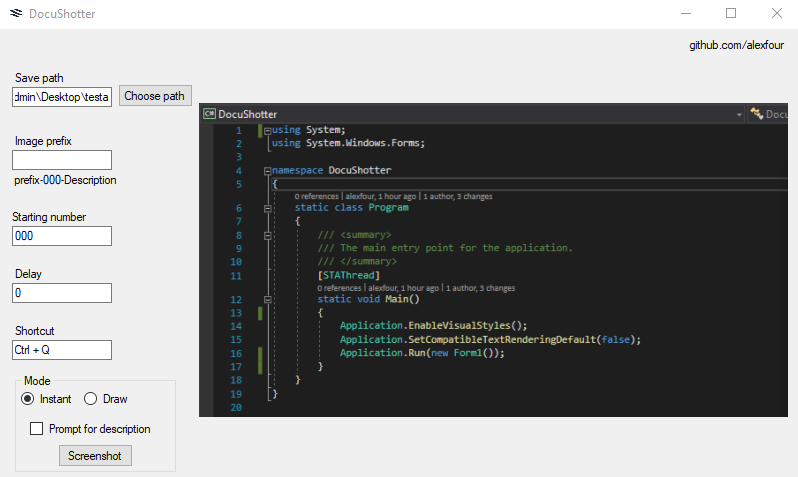 DocuShotter
github.com/alexfour
Save path
dmin\Desktop\testa
Choose path
Image prefix
prefix-000-Description
Starting number
000
Delay
0
Shortcut
Ctrl + Q
Mode
Instant
Draw
Prompt for description
Screenshot
C# DocuShotter
Docu
1 using System;
2 using System.Windows.Forms;
3
4 namespace DocuShotter
5 {
0 references | alexfour, 1 hour ago | 1 author, 3 changes
6 static class Program
7 {
8 /// <summary>
9 /// The main entry point for the application.
10 /// </summary>
11 [STAThread]
0 references | alexfour, 1 hour ago | 1 author, 3 changes
12 static void Main()
13 {
14 Application.EnableVisualStyles();
15 Application.SetCompatibleTextRenderingDefault(false);
16 Application.Run(new Form1());
17 }
18 }
19 }
20